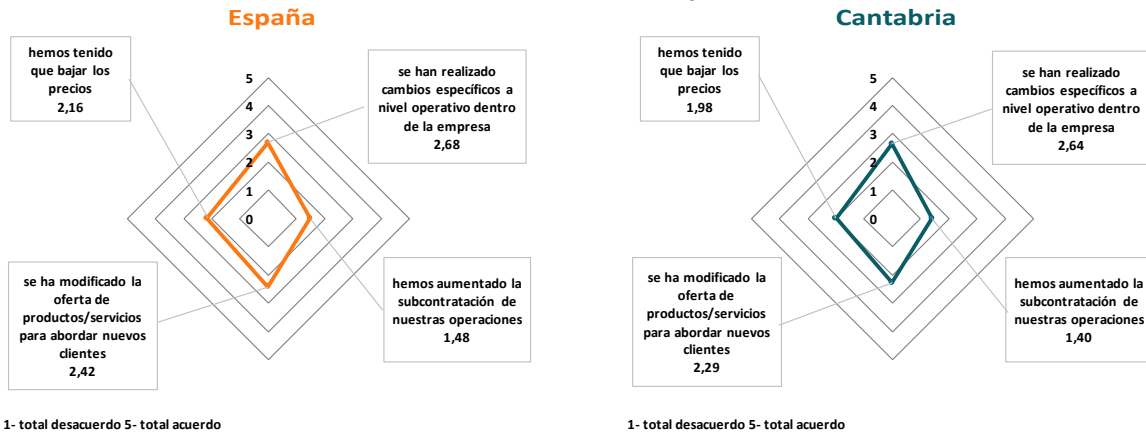 España
hemos tenido
que bajar los
precios
2,16
se han realizado
cambios específicos a
nivel operativo dentro
de la empresa
2,68
5
4
3
2
1
0
se ha modificado la
oferta de
productos/servicios
para abordar nuevos
clientes
2,42
hemos aumentado la
subcontratación de
nuestras operaciones
1,48
1- total desacuerdo 5- total acuerdo
Cantabria
hemos tenido
que bajar los
precios
1,98
se han realizado
cambios específicos a
nivel operativo dentro
de la empresa
2,64
5
4
3
2
1
0
se ha modificado la
oferta de
productos/servicios
para abordar nuevos
clientes
2,29
hemos aumentado la
subcontratación de
nuestras operaciones
1,40
1- total desacuerdo 5- total acuerdo